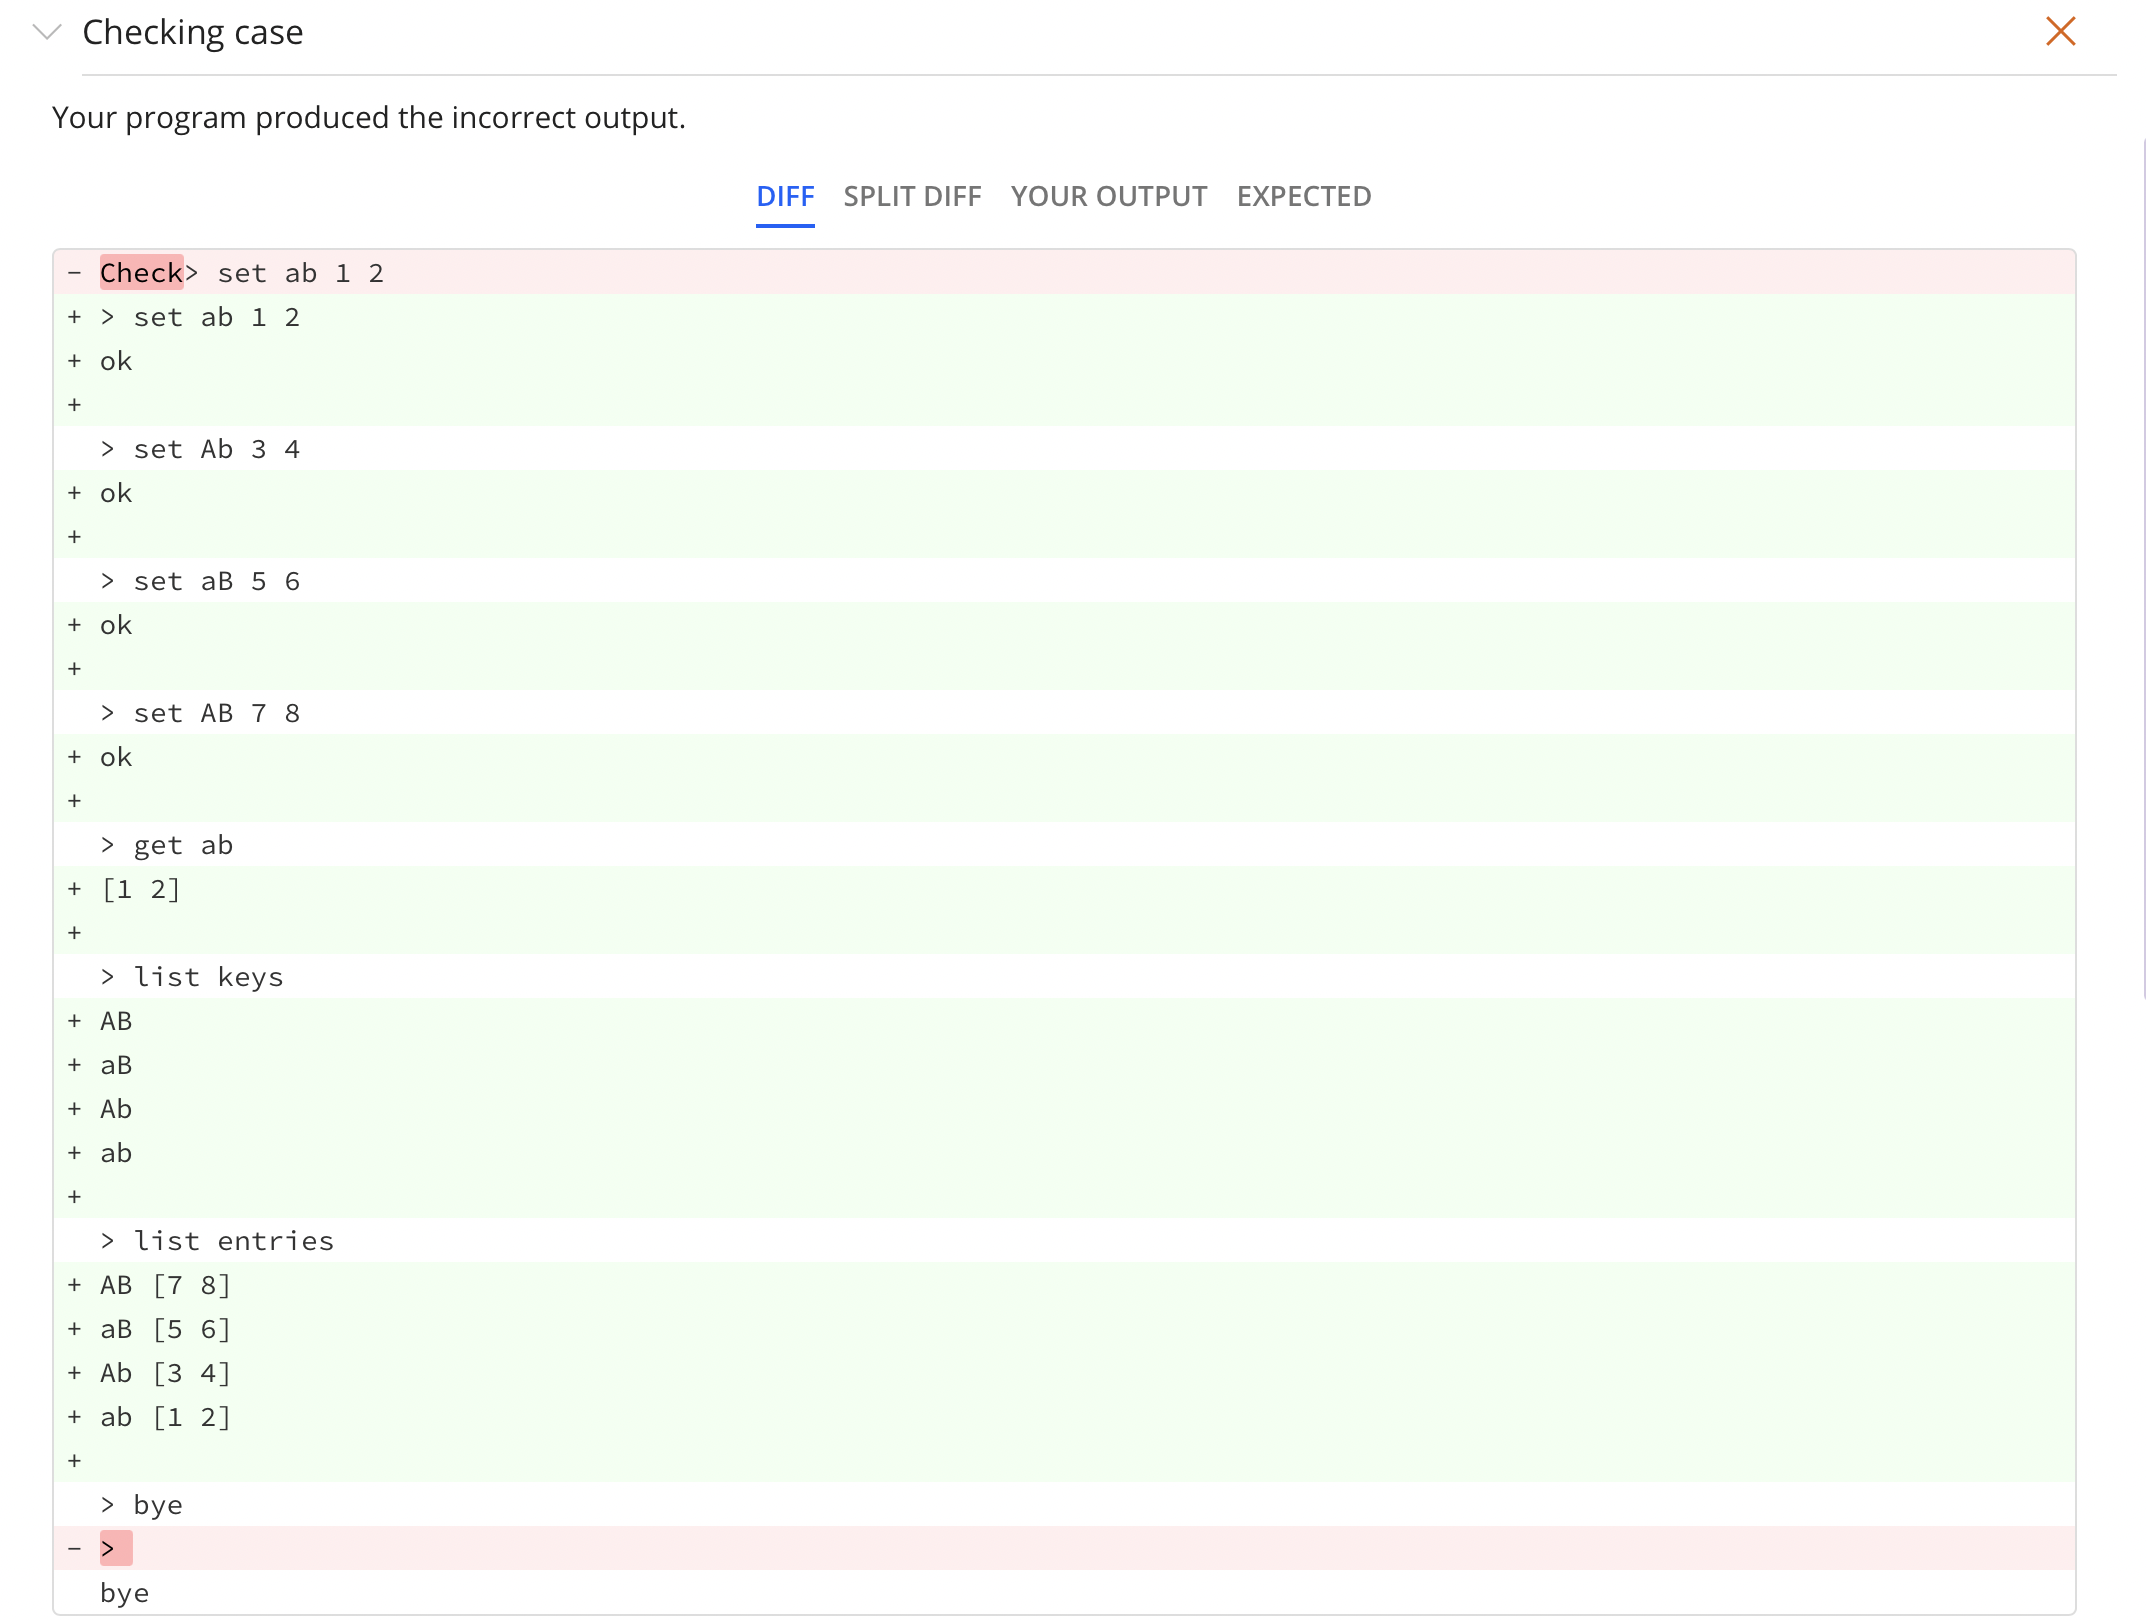 Checking case
Your program produced the incorrect output.
DIFF SPLIT DIFF YOUR OUTPUT EXPECTED
- Check> set ab 1 2
+ > set ab 1 2
+ ok
+
> set Ab 3 4
+ ok
+
> set aB 5 6
+ ok
+
> set AB 7 8
+ ok
+
> get ab
+ [1 2]
+
> list keys
+ AB
+ aB
+ Ab
+ ab
+
> list entries
+ AB [7 8]
+ aB [5 6]
+ Ab [3 4]
+ ab [1 2]
+
> bye
- >
bye